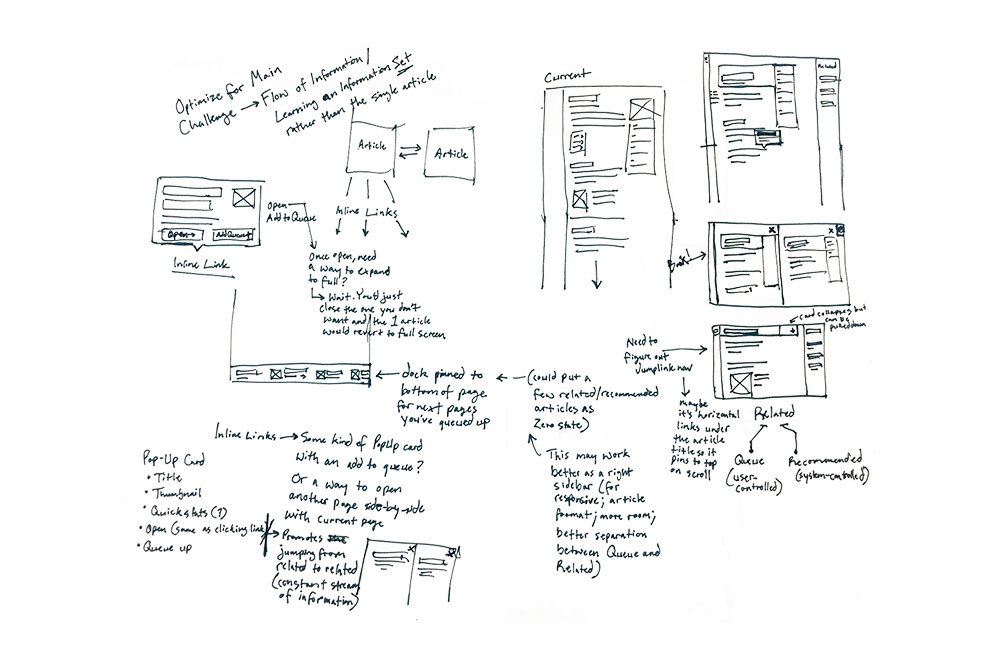 Optimize for Main
Challenge → Flow of Information/
Learning an Information Set
rather than the single article
Article
Article
Inline Links
Open→
Add Queue
Inline Link
Open
Add to Queue
Once open, need
a way to expand
to full?
Wait. You'd just
close the one you don't
want and the 1 article
would revert to full screen
dock pinned to
bottom of page
for next pages
you've queued up
(could put a
few related/recommended
articles as
Zero state)
This may work
better as a right
sidebar (for
responsive; article
format; more room;
better separation
between Queue and
Related)
Inline Links → Some kind of PopUp card
with an add to queue?
Or a way to open
another page side-by-side
with current page
Promotes
jumping from
related to related
(constant stream
of information)
Pop-Up Card
• Title
• Thumbnail
• Quick stats (?)
• Open (same as clicking link)
• Queue up
Current
Related
card collapses but
can be
pulled down
Need to
figure out
Jumplink nav
maybe
it's horizontal
links under
the article
title so it
pins to top
on scroll
Related
Queue
(user-
controlled)
Recommended
(system-controlled)